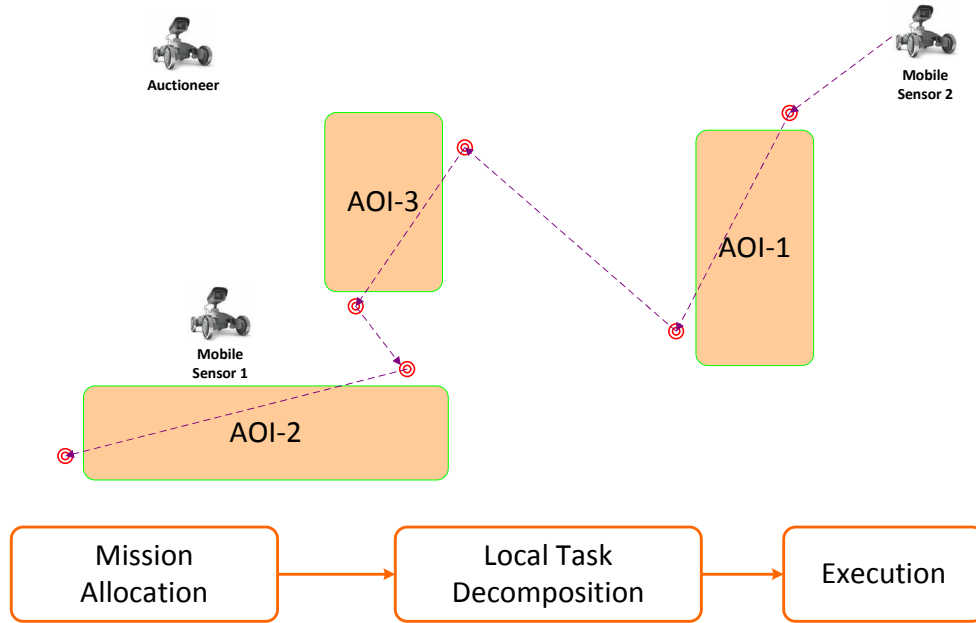 Auctioneer
Mobile
Sensor 2
AOI-3
AOI-1
Mobile
Sensor 1
AOI-2
Mission
Allocation
Local Task
Decomposition
Execution